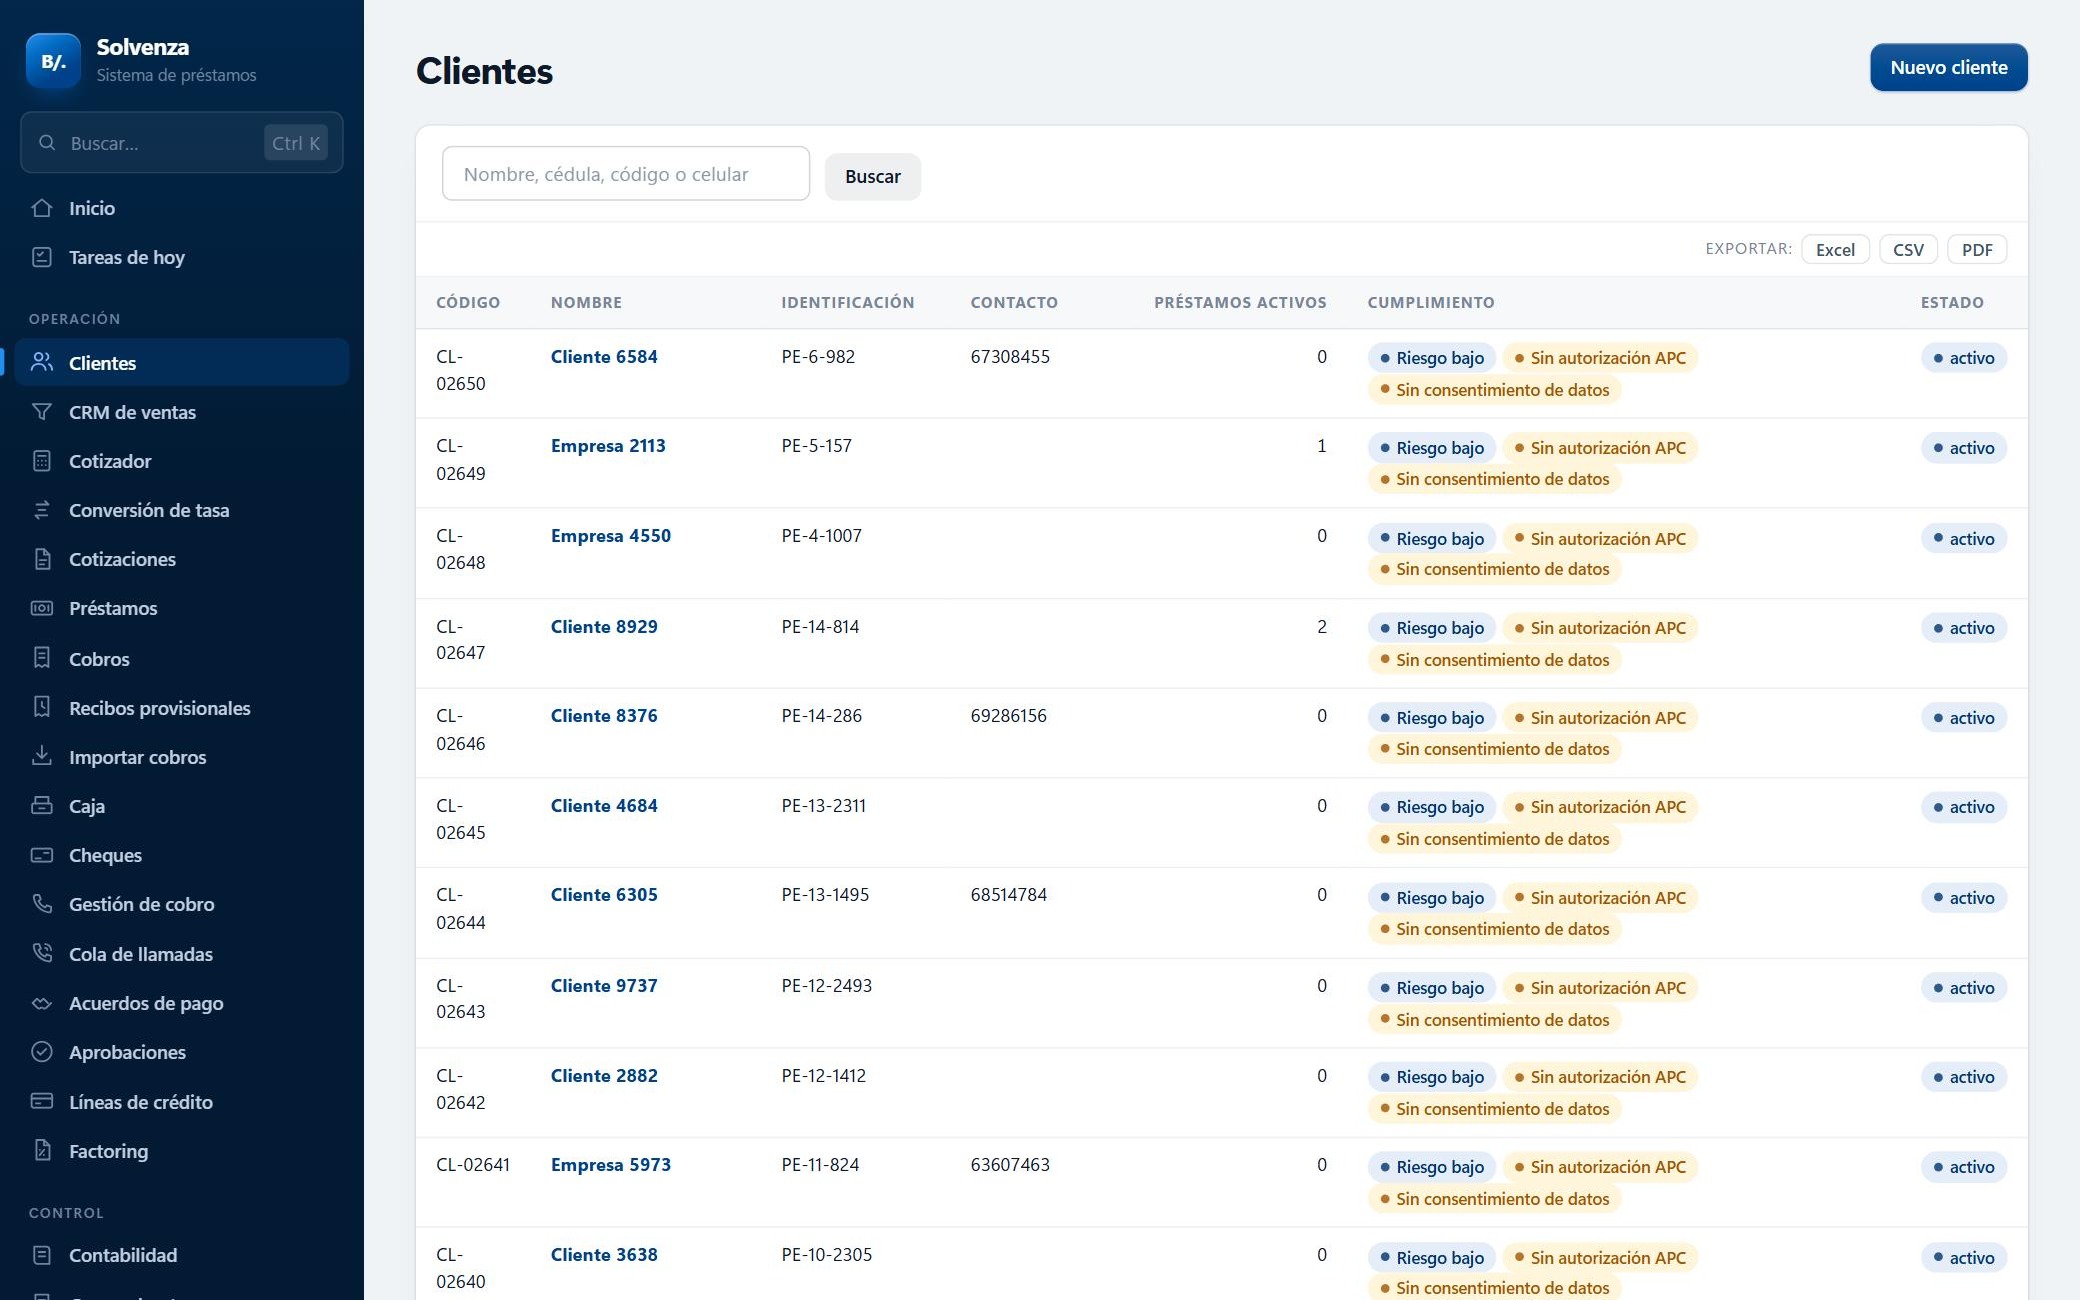 B/.
Solvenza
Sistema de préstamos
Buscar...
Ctrl K
Inicio
Tareas de hoy
OPERACIÓN
Clientes
CRM de ventas
Cotizador
Conversión de tasa
Cotizaciones
Préstamos
Cobros
Recibos provisionales
Importar cobros
Caja
Cheques
Gestión de cobro
Cola de llamadas
Acuerdos de pago
Aprobaciones
Líneas de crédito
Factoring
CONTROL
Contabilidad
Clientes
Nuevo cliente
Nombre, cédula, código o celular
Buscar
EXPORTAR: Excel CSV PDF
CÓDIGO NOMBRE IDENTIFICACIÓN CONTACTO PRÉSTAMOS ACTIVOS CUMPLIMIENTO ESTADO
CL- Cliente 6584 PE-6-982 67308455 0 Riesgo bajo Sin autorización APC activo
02650 Sin consentimiento de datos
CL- Empresa 2113 PE-5-157 1 Riesgo bajo Sin autorización APC activo
02649 Sin consentimiento de datos
CL- Empresa 4550 PE-4-1007 0 Riesgo bajo Sin autorización APC activo
02648 Sin consentimiento de datos
CL- Cliente 8929 PE-14-814 2 Riesgo bajo Sin autorización APC activo
02647 Sin consentimiento de datos
CL- Cliente 8376 PE-14-286 69286156 0 Riesgo bajo Sin autorización APC activo
02646 Sin consentimiento de datos
CL- Cliente 4684 PE-13-2311 0 Riesgo bajo Sin autorización APC activo
02645 Sin consentimiento de datos
CL- Cliente 6305 PE-13-1495 68514784 0 Riesgo bajo Sin autorización APC activo
02644 Sin consentimiento de datos
CL- Cliente 9737 PE-12-2493 0 Riesgo bajo Sin autorización APC activo
02643 Sin consentimiento de datos
CL- Cliente 2882 PE-12-1412 0 Riesgo bajo Sin autorización APC activo
02642 Sin consentimiento de datos
CL-02641 Empresa 5973 PE-11-824 63607463 0 Riesgo bajo Sin autorización APC activo
Sin consentimiento de datos
CL- Cliente 3638 PE-10-2305 0 Riesgo bajo Sin autorización APC activo
02640 Sin consentimiento de datos